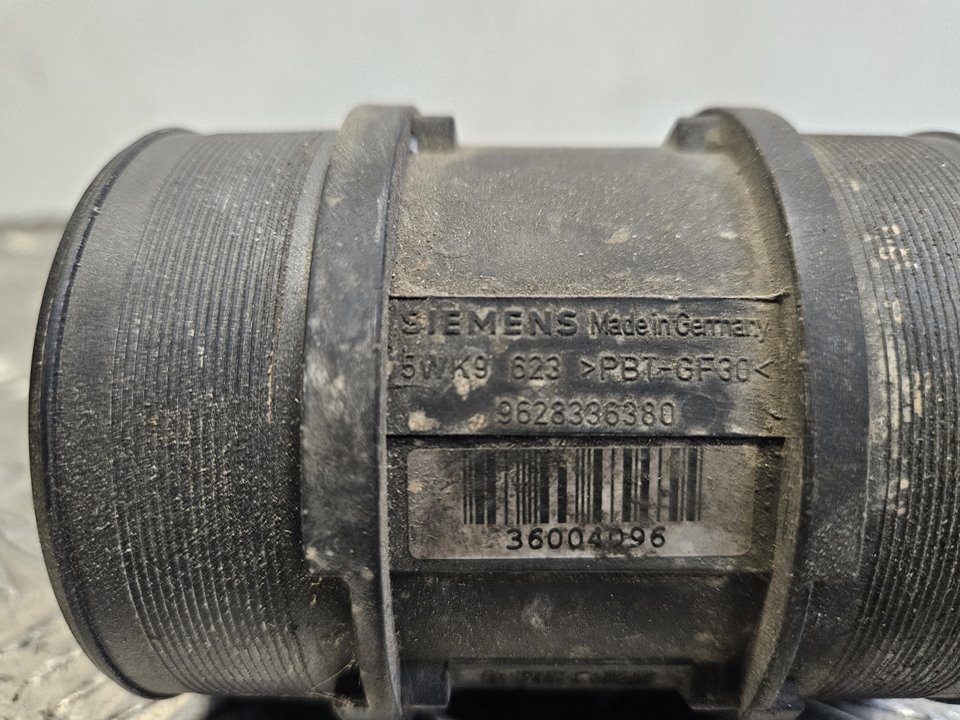 SIEMENS Made in Germany
5WK9 623 >PBT-GF30<
9628336380
36004096